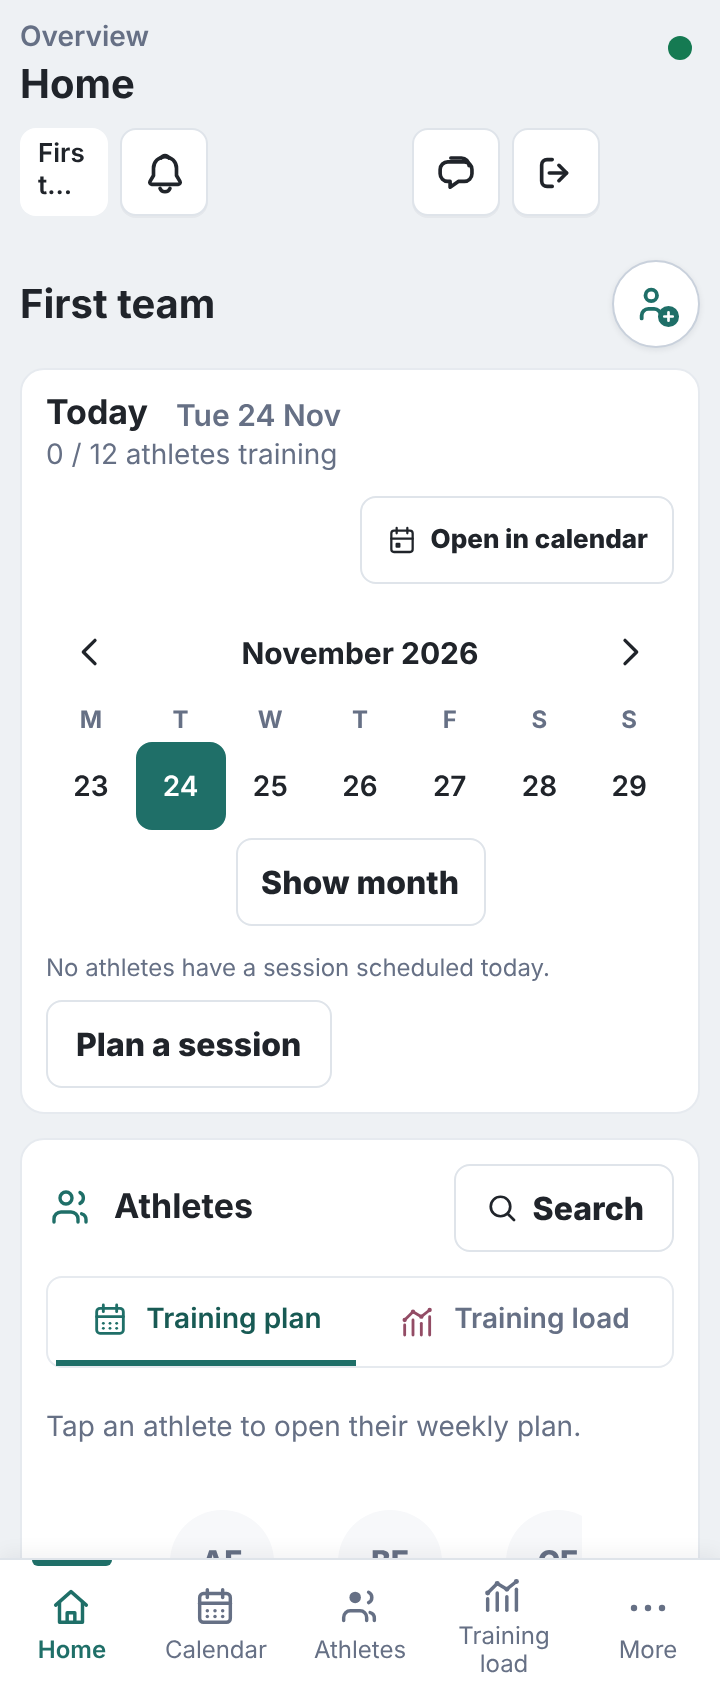 Overview
Home
Firs
t...
First team
Today Tue 24 Nov
0 / 12 athletes training
Open in calendar
November 2026
M T W T F S S
23 24 25 26 27 28 29
Show month
No athletes have a session scheduled today.
Plan a session
Athletes
Search
Training plan Training load
Tap an athlete to open their weekly plan.
Home Calendar Athletes Training load More